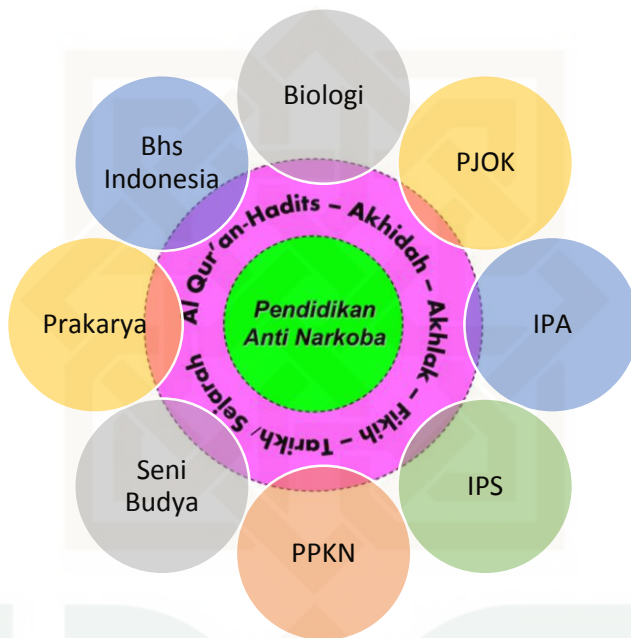 Biologi
PJOK
IPA
IPS
PPKN
Seni
Budya
Prakarya
Bhs
Indonesia
Al Qur'an-Hadits – Akhidah – Akhlak – Fikih – Tarikh/ Sejarah
Pendidikan
Anti Narkoba